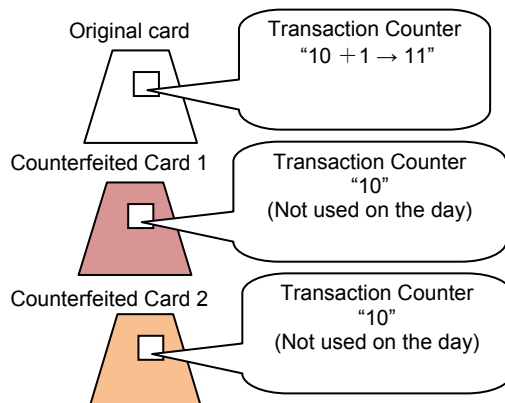 Original card
Transaction Counter
“10 ＋1 → 11”
Counterfeited Card 1
Transaction Counter
“10”
(Not used on the day)
Counterfeited Card 2
Transaction Counter
“10”
(Not used on the day)